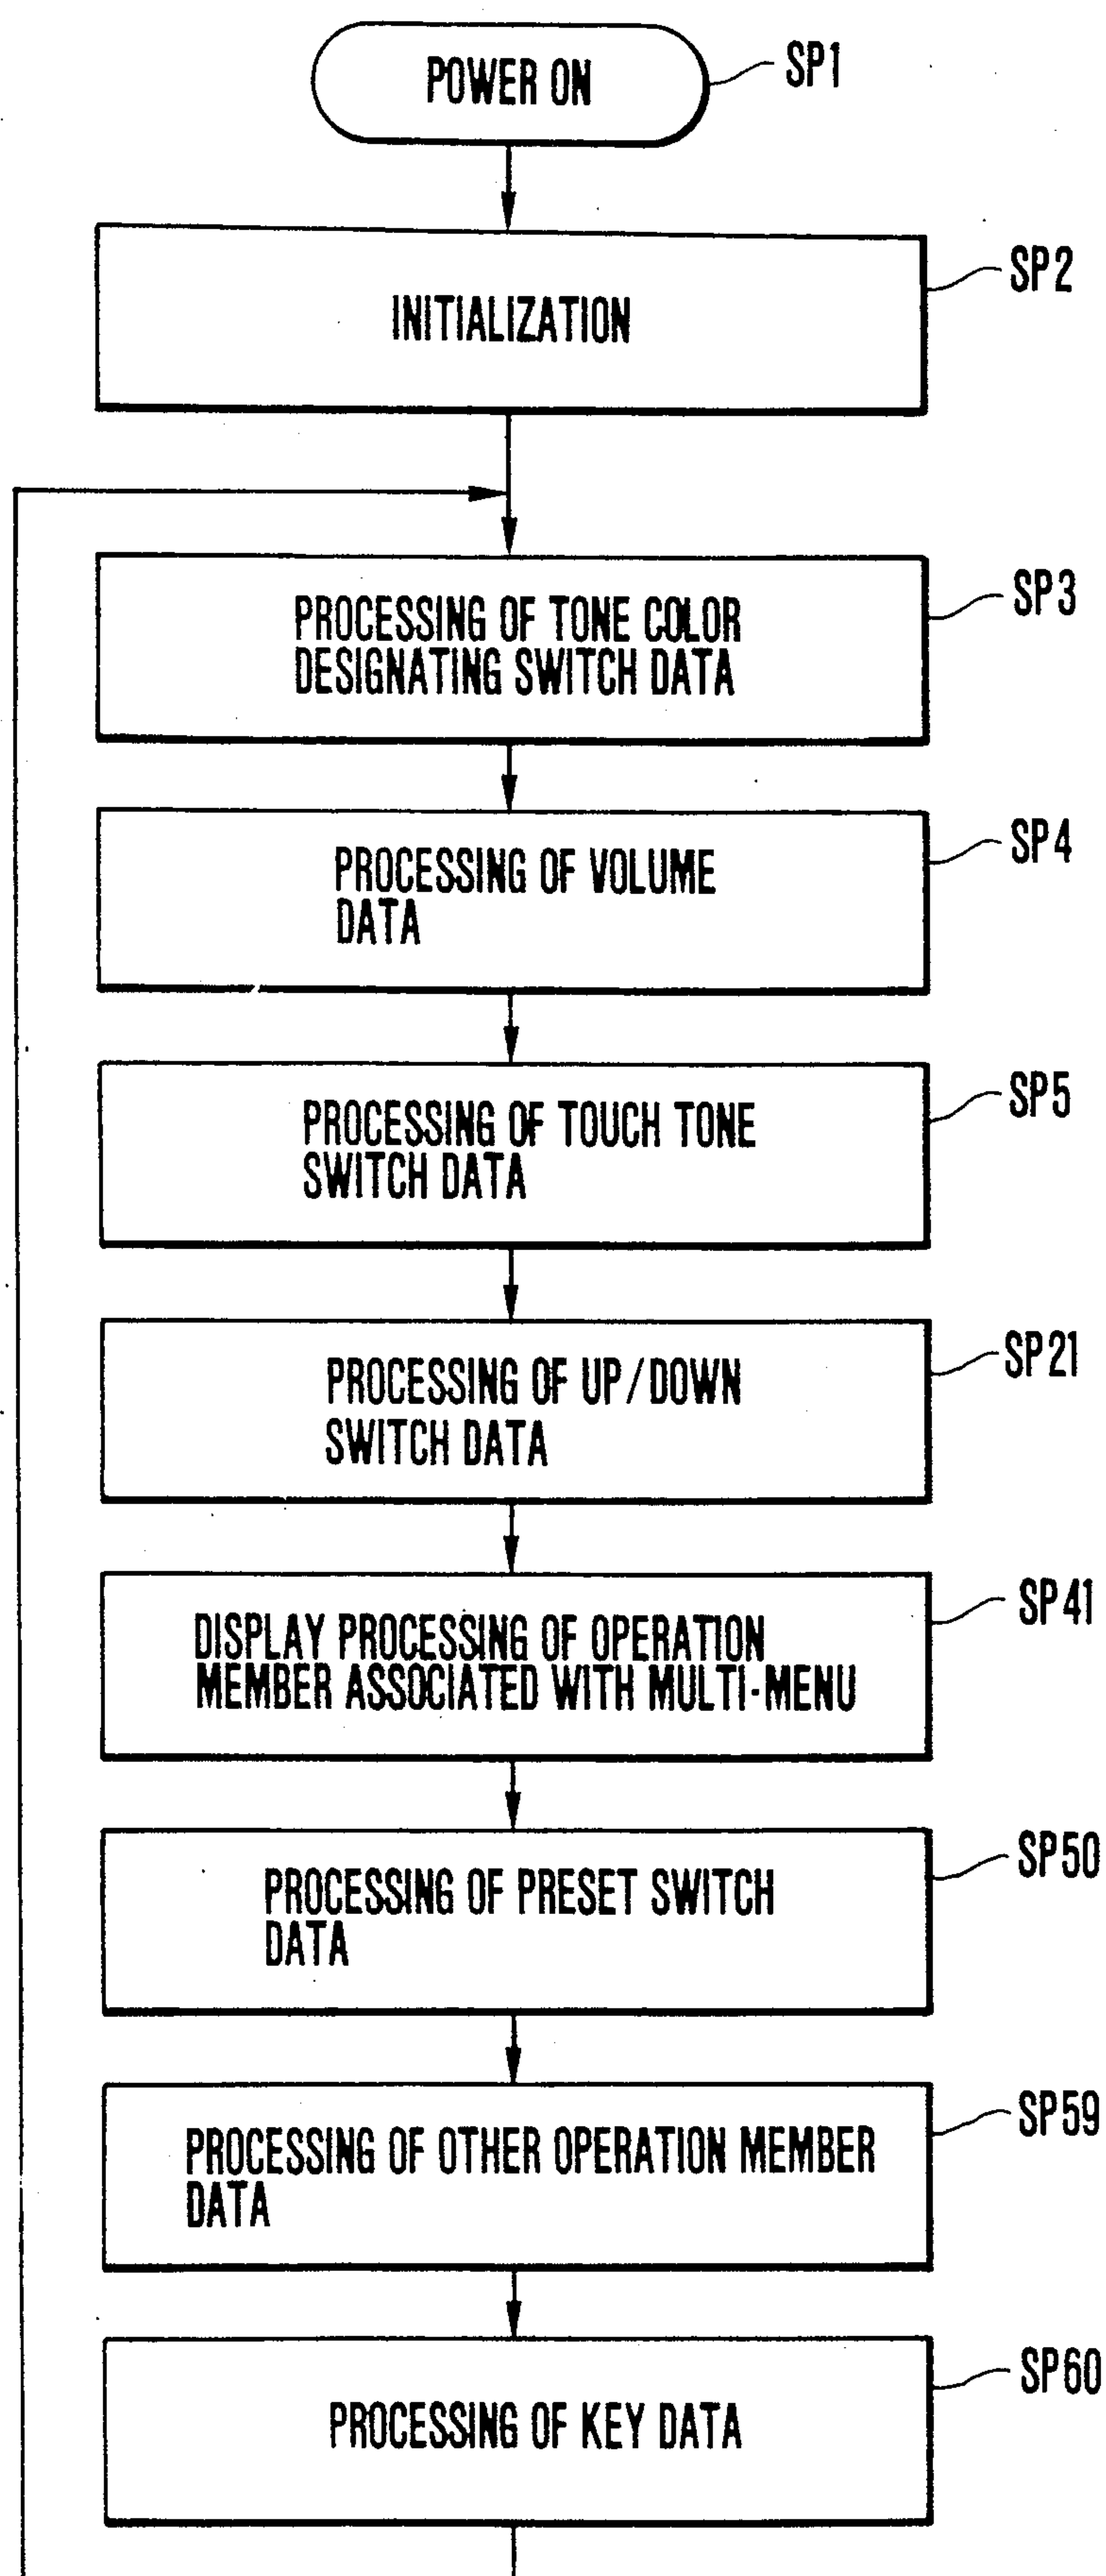 POWER ON
SP1
INITIALIZATION
SP2
PROCESSING OF TONE COLOR
DESIGNATING SWITCH DATA
SP3
PROCESSING OF VOLUME
DATA
SP4
PROCESSING OF TOUCH TONE
SWITCH DATA
SP5
PROCESSING OF UP/DOWN
SWITCH DATA
SP21
DISPLAY PROCESSING OF OPERATION
MEMBER ASSOCIATED WITH MULTI-MENU
SP41
PROCESSING OF PRESET SWITCH
DATA
SP50
PROCESSING OF OTHER OPERATION MEMBER
DATA
SP59
PROCESSING OF KEY DATA
SP60